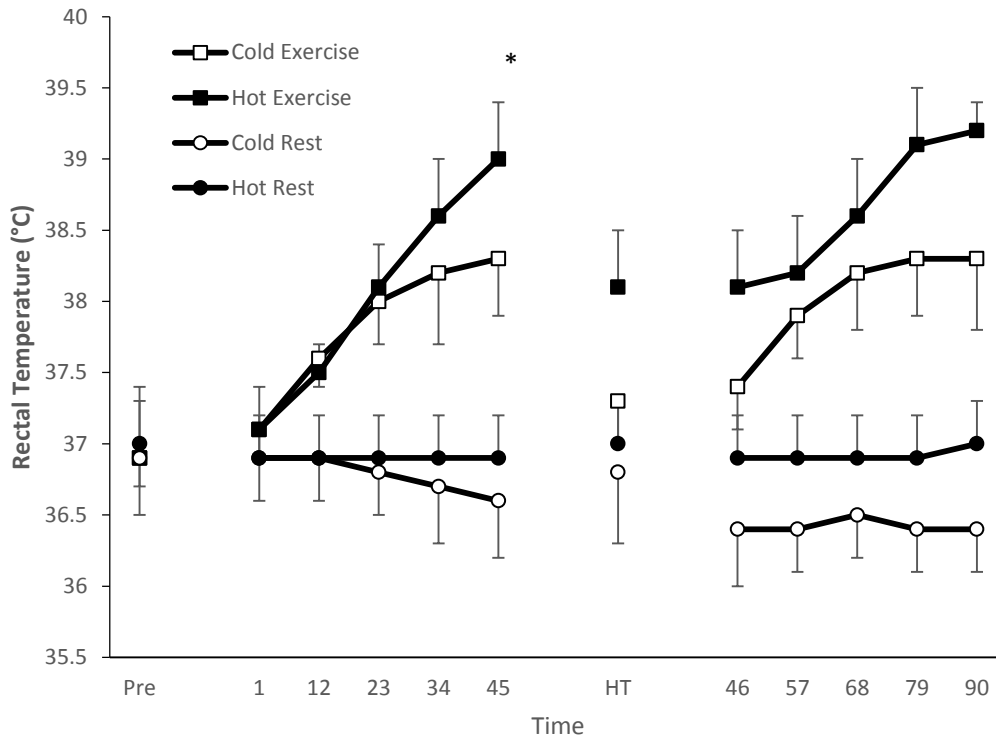 40
39.5
39
38.5
38
37.5
37
36.5
36
35.5
Rectal Temperature (°C)
Cold Exercise
Hot Exercise
Cold Rest
Hot Rest
*
Pre 1 12 23 34 45 HT 46 57 68 79 90
Time